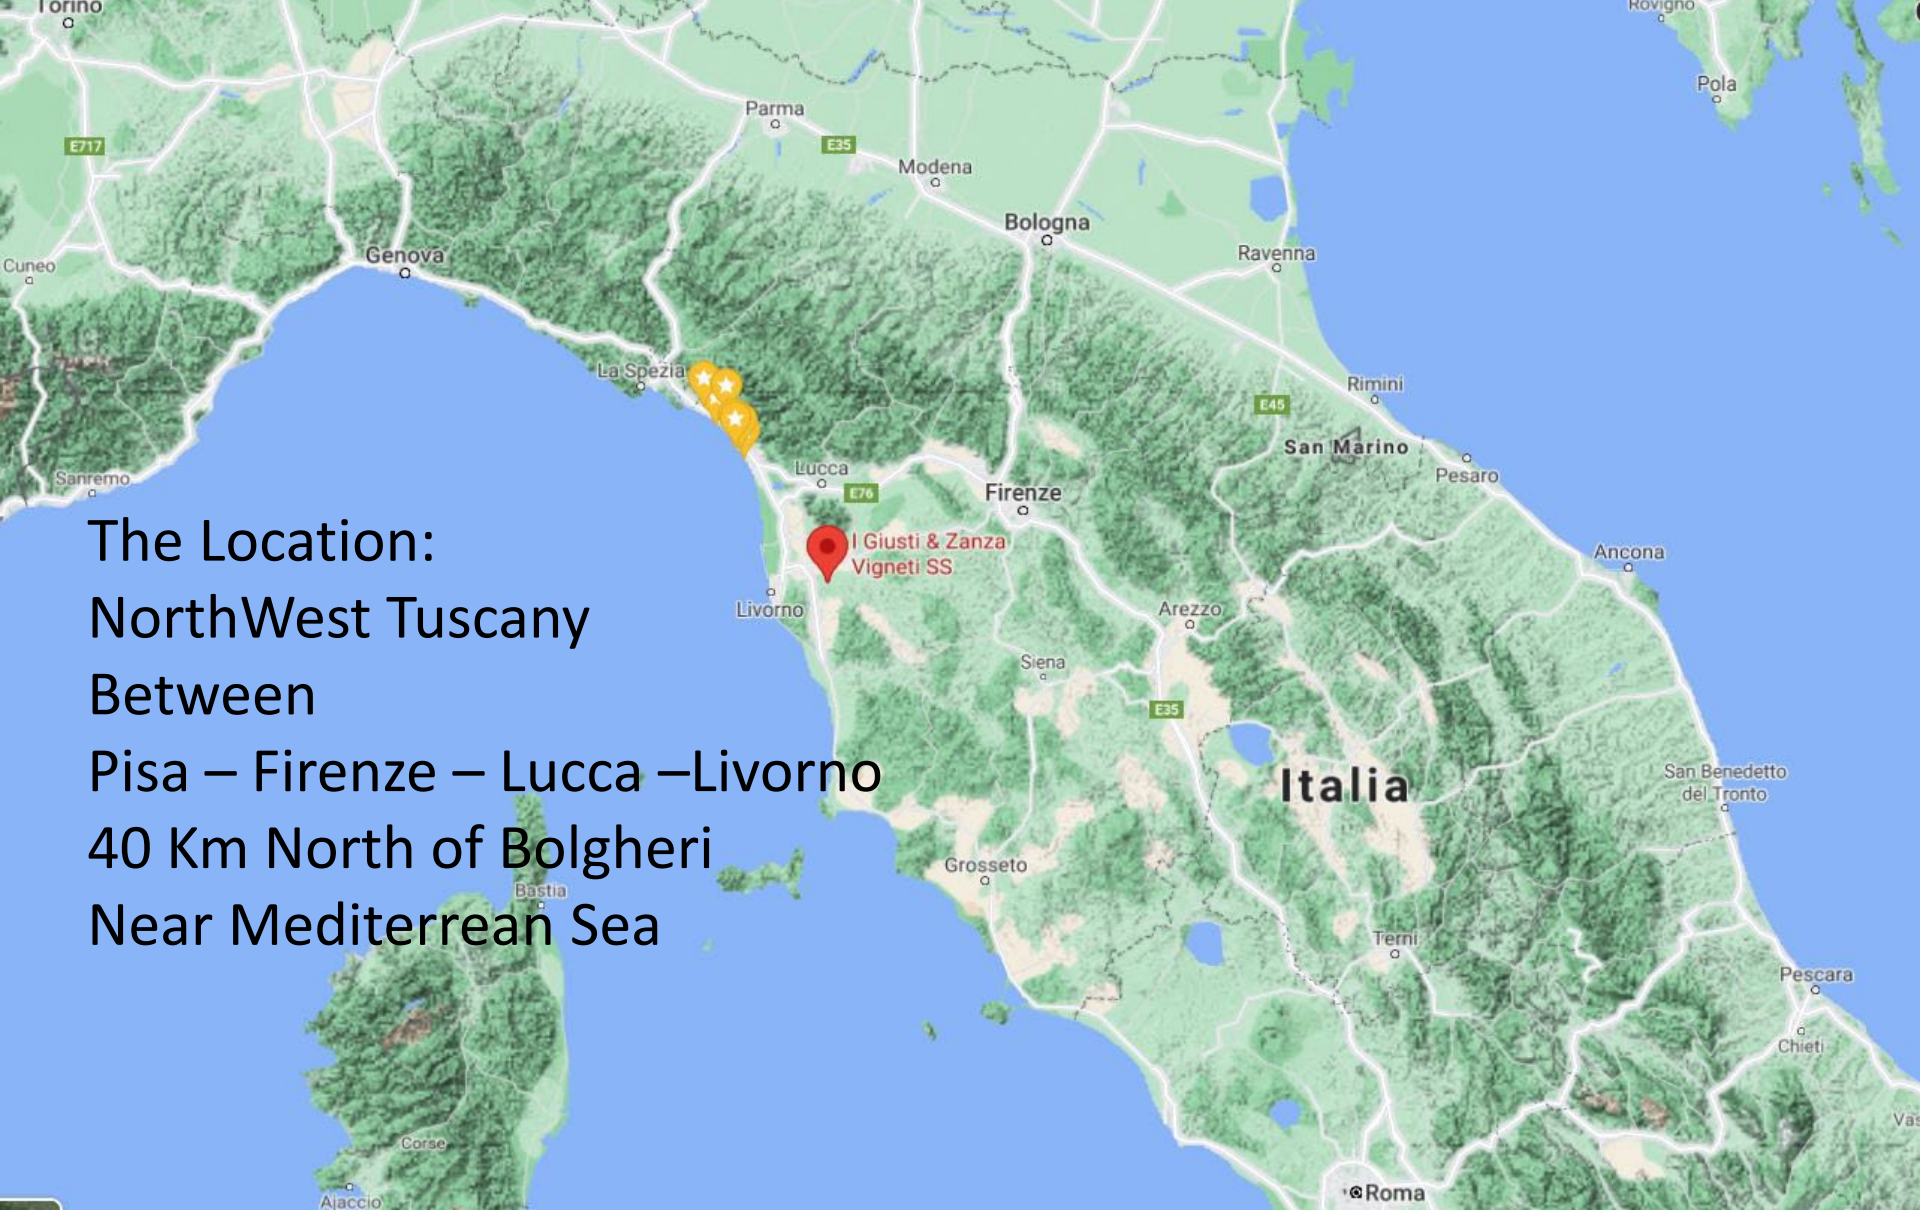 Torino
Rovigno
Pola
Parma
E717
E35
Modena
Bologna
Ravenna
Genova
Cuneo
La Spezia
Rimini
E45
San Marino
Pesaro
Sanremo
Lucca
E76
Firenze
I Giusti & Zanza
Vigneti SS
Ancona
Livorno
Arezzo
Siena
E35
The Location:
NorthWest Tuscany
Between
Pisa – Firenze – Lucca –Livorno
40 Km North of Bolgheri
Near Mediterrean Sea
Italia
San Benedetto
del Tronto
Grosseto
Bastia
Terni
Pescara
Chieti
Corse
Vas
Ajaccio
Roma